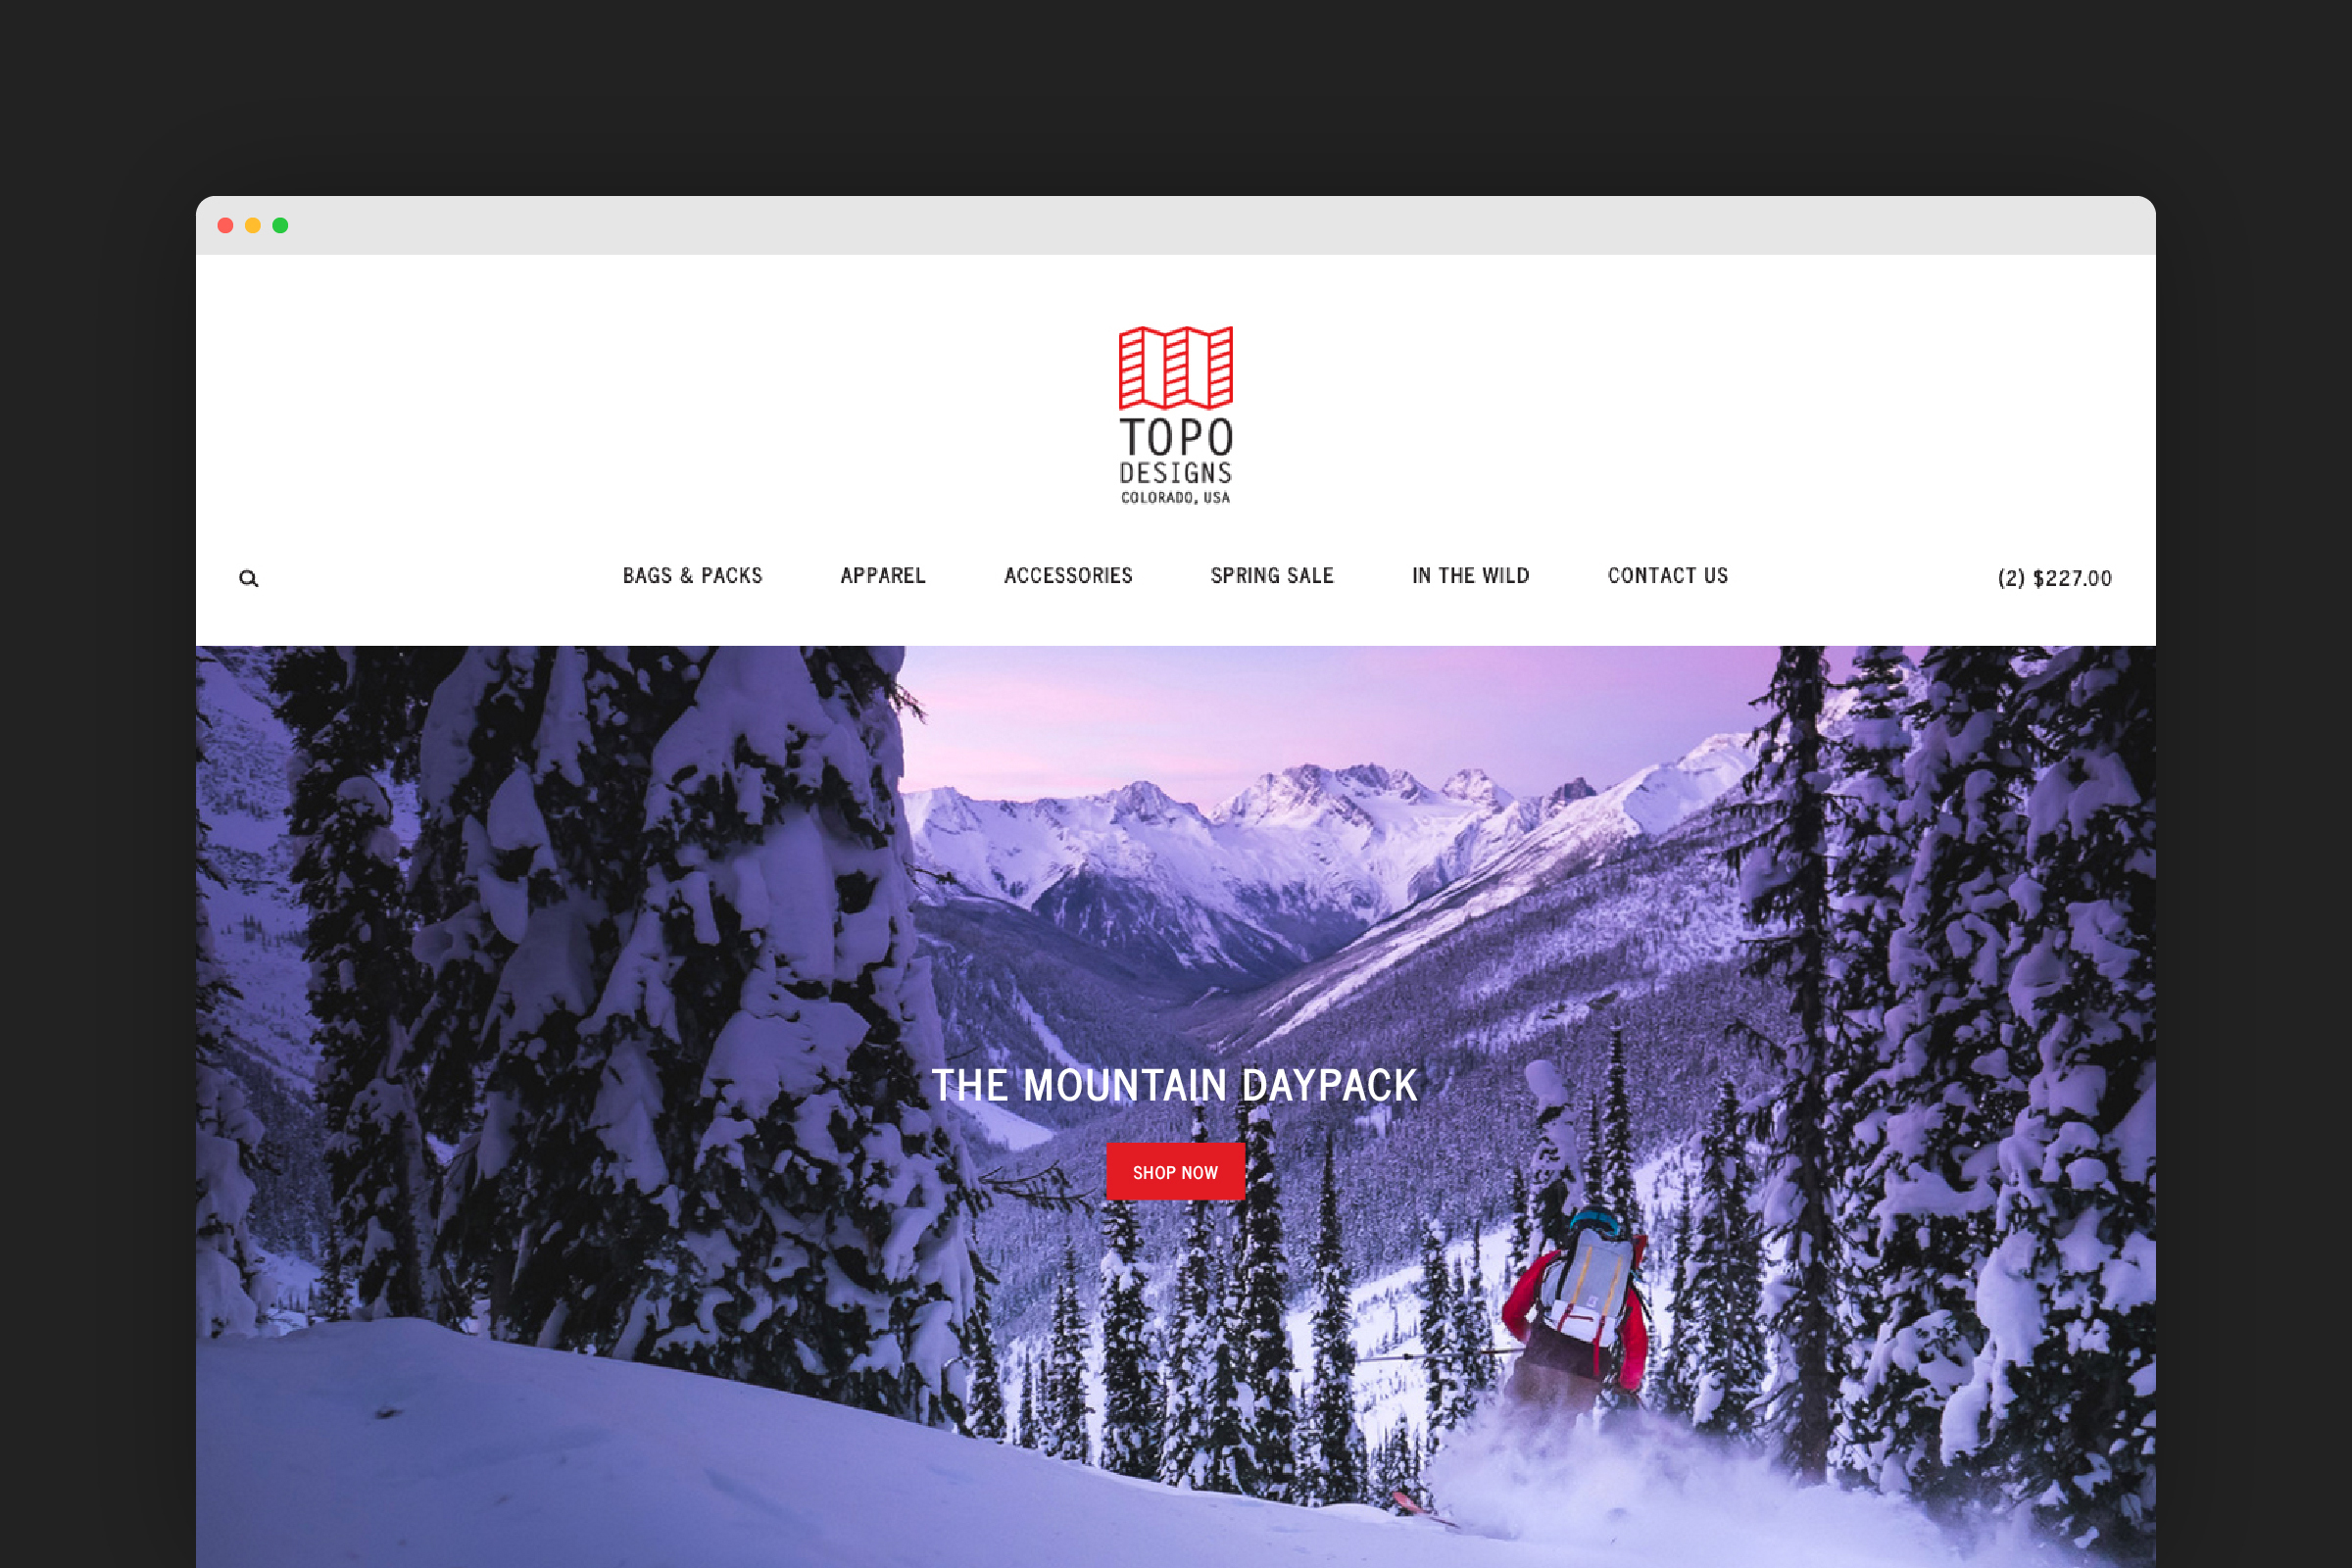 TOPO
DESIGNS
COLORADO, USA
BAGS & PACKS APPAREL ACCESSORIES SPRING SALE IN THE WILD CONTACT US (2) $227.00
THE MOUNTAIN DAYPACK
SHOP NOW